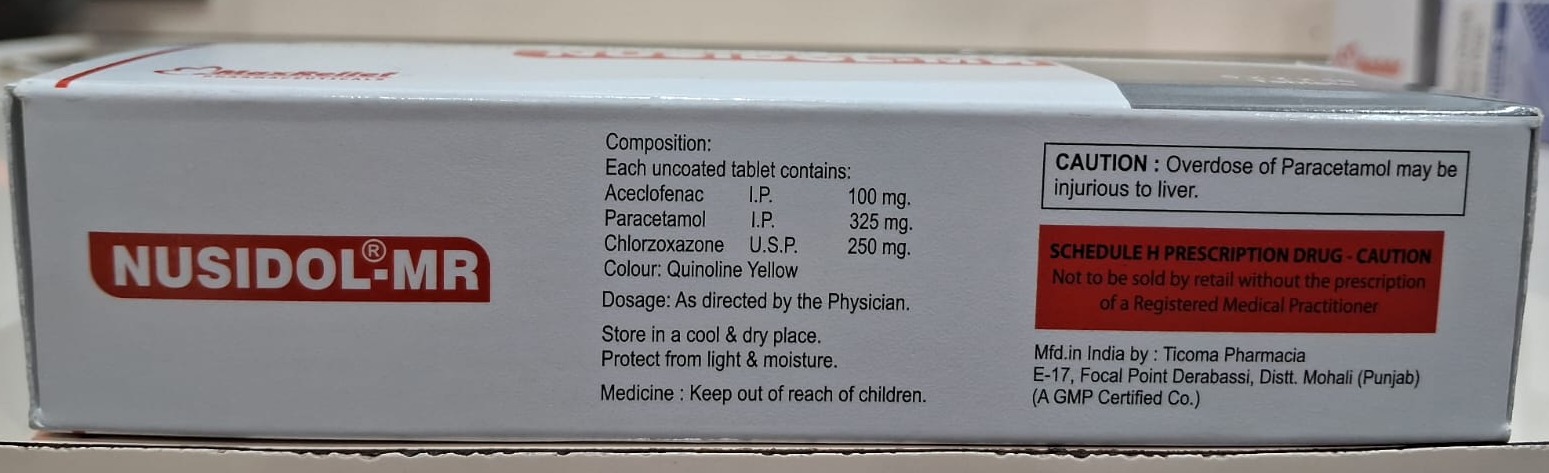 MaxRelief
PHARMACEUTICALS
NUSIDOL-MR
NUSIDOL®-MR
Composition:
Each uncoated tablet contains:
Aceclofenac I.P. 100 mg.
Paracetamol I.P. 325 mg.
Chlorzoxazone U.S.P. 250 mg.
Colour: Quinoline Yellow
Dosage: As directed by the Physician.
Store in a cool & dry place.
Protect from light & moisture.
Medicine : Keep out of reach of children.
CAUTION : Overdose of Paracetamol may be
injurious to liver.
SCHEDULE H PRESCRIPTION DRUG - CAUTION
Not to be sold by retail without the prescription
of a Registered Medical Practitioner
Mfd.in India by : Ticoma Pharmacia
E-17, Focal Point Derabassi, Distt. Mohali (Punjab)
(A GMP Certified Co.)